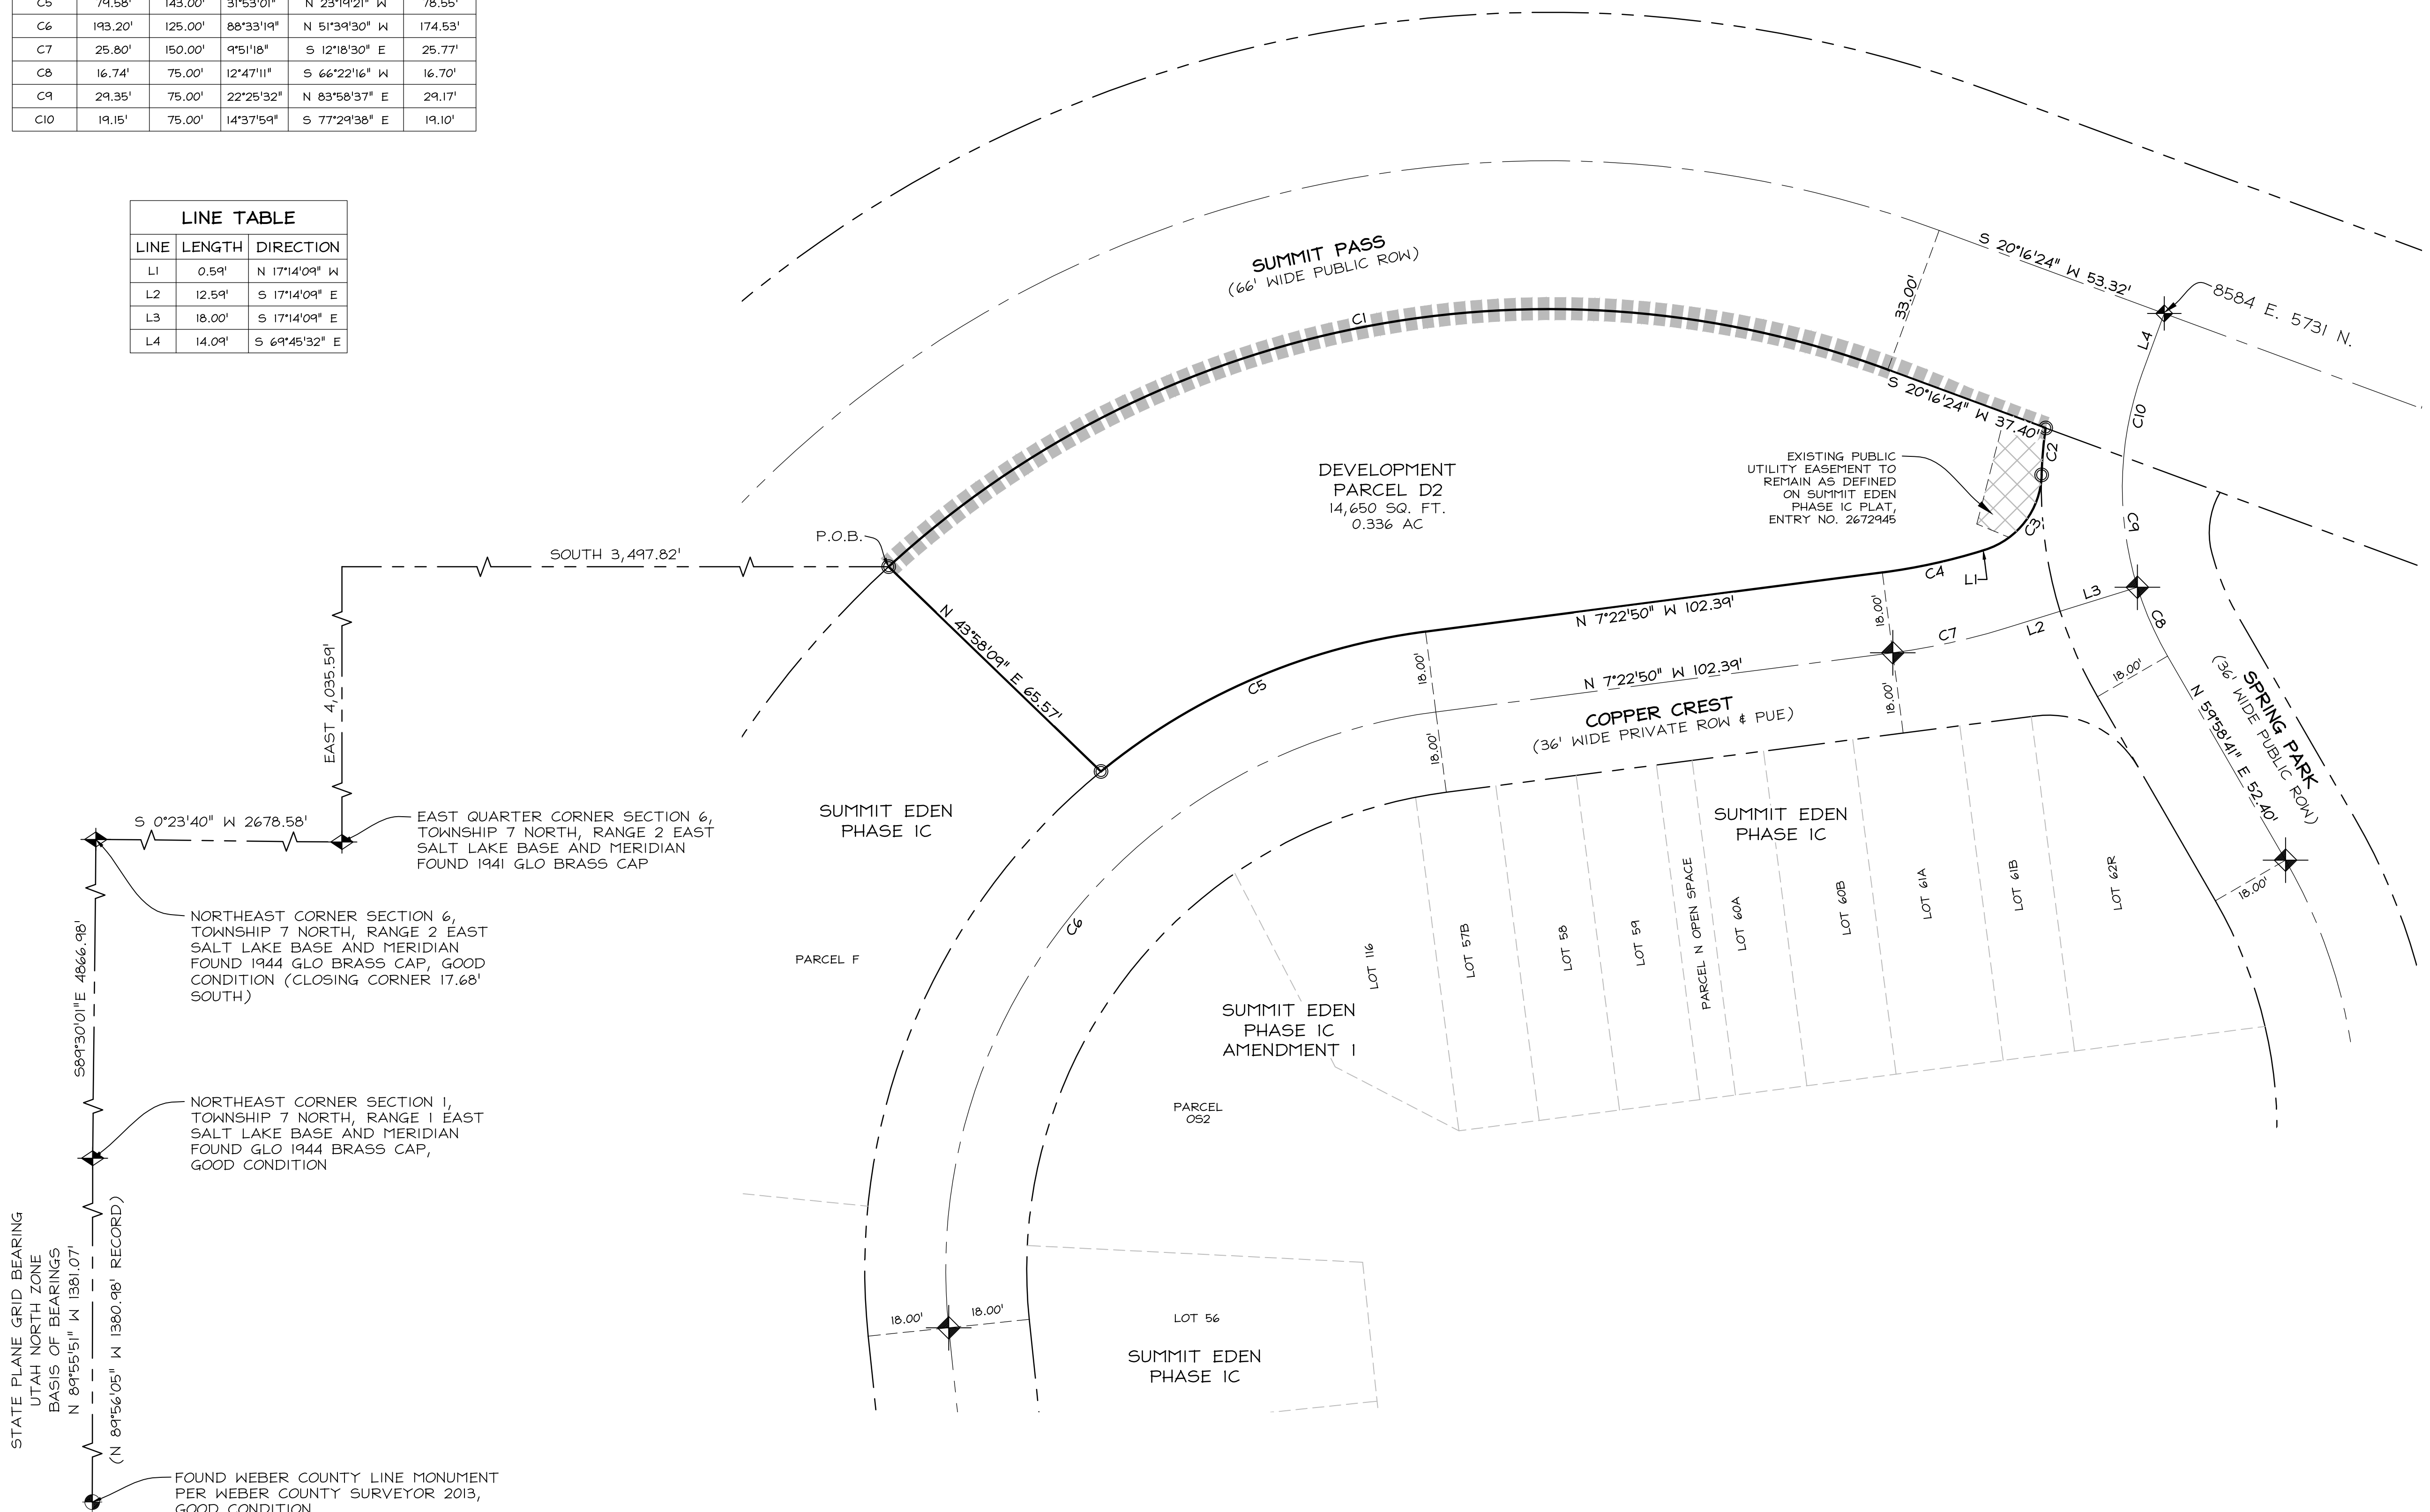 C5 79.58' 143.00' 31°53'01" N 23°19'21" W 78.55'
C6 193.20' 125.00' 88°33'19" N 51°39'30" W 174.53'
C7 25.80' 150.00' 9°51'18" S 12°18'30" E 25.77'
C8 16.74' 75.00' 12°47'11" S 66°22'16" W 16.70'
C9 29.35' 75.00' 22°25'32" N 83°58'37" E 29.17'
C10 19.15' 75.00' 14°37'59" S 77°29'38" E 19.10'
LINE TABLE
LINE LENGTH DIRECTION
L1 0.59' N 17°14'09" W
L2 12.59' S 17°14'09" E
L3 18.00' S 17°14'09" E
L4 14.09' S 69°45'32" E
SUMMIT PASS
(66' WIDE PUBLIC ROW)
C1
S 20°16'24" W 53.32'
33.00'
8584 E. 5731 N.
L4
S 20°16'24" W 37.40'
C10
C2
DEVELOPMENT
PARCEL D2
14,650 SQ. FT.
0.336 AC
EXISTING PUBLIC
UTILITY EASEMENT TO
REMAIN AS DEFINED
ON SUMMIT EDEN
PHASE 1C PLAT,
ENTRY NO. 2672945
C3
C9
P.O.B.
SOUTH 3,497.82'
C4
L1
N 7°22'50" W 102.39'
18.00'
L3
C8
L2
C7
N 43°58'09" E 65.57'
C5
18.00'
N 7°22'50" W 102.39'
18.00'
18.00'
COPPER CREST
(36' WIDE PRIVATE ROW & PUE)
18.00'
SPRING PARK
(36' WIDE PUBLIC ROW)
N 59°58'41" E 52.40'
18.00'
EAST 4,035.59'
S 0°23'40" W 2678.58'
EAST QUARTER CORNER SECTION 6,
TOWNSHIP 7 NORTH, RANGE 2 EAST
SALT LAKE BASE AND MERIDIAN
FOUND 1941 GLO BRASS CAP
SUMMIT EDEN
PHASE 1C
SUMMIT EDEN
PHASE 1C
NORTHEAST CORNER SECTION 6,
TOWNSHIP 7 NORTH, RANGE 2 EAST
SALT LAKE BASE AND MERIDIAN
FOUND 1944 GLO BRASS CAP, GOOD
CONDITION (CLOSING CORNER 17.68'
SOUTH)
S89°30'01"E 4866.98'
C6
PARCEL F
LOT 116
LOT 57B
LOT 58
LOT 59
PARCEL N OPEN SPACE
LOT 60A
LOT 60B
LOT 61A
LOT 61B
LOT 62R
SUMMIT EDEN
PHASE 1C
AMENDMENT 1
PARCEL
OS2
NORTHEAST CORNER SECTION 1,
TOWNSHIP 7 NORTH, RANGE 1 EAST
SALT LAKE BASE AND MERIDIAN
FOUND GLO 1944 BRASS CAP,
GOOD CONDITION
STATE PLANE GRID BEARING
UTAH NORTH ZONE
BASIS OF BEARINGS
N 89°55'51" W 1381.07'
(N 89°56'05" W 1380.98' RECORD)
18.00'
18.00'
LOT 56
SUMMIT EDEN
PHASE 1C
FOUND WEBER COUNTY LINE MONUMENT
PER WEBER COUNTY SURVEYOR 2013,
GOOD CONDITION